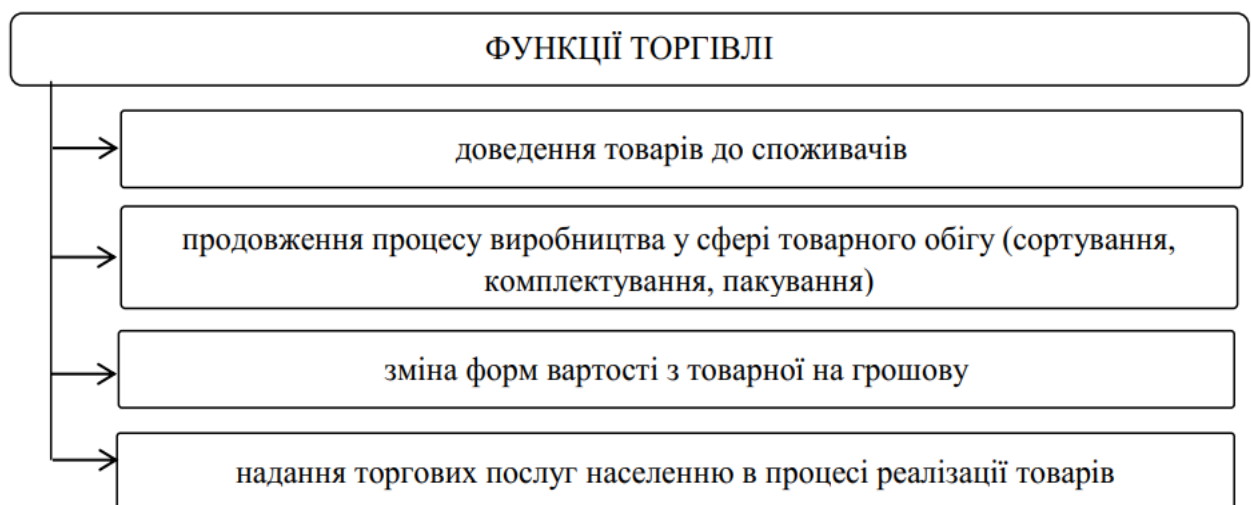 ФУНКЦІЇ ТОРГІВЛІ
доведення товарів до споживачів
продовження процесу виробництва у сфері товарного обігу (сортування,
комплектування, пакування)
зміна форм вартості з товарної на грошову
надання торгових послуг населенню в процесі реалізації товарів